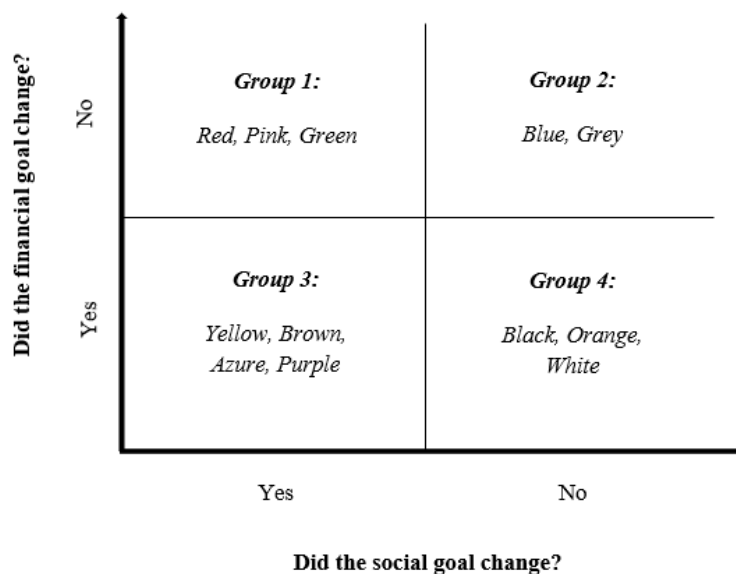 Did the financial goal change?
No
Yes
Group 1:
Red, Pink, Green
Group 2:
Blue, Grey
Group 3:
Yellow, Brown,
Azure, Purple
Group 4:
Black, Orange,
White
Yes
No
Did the social goal change?